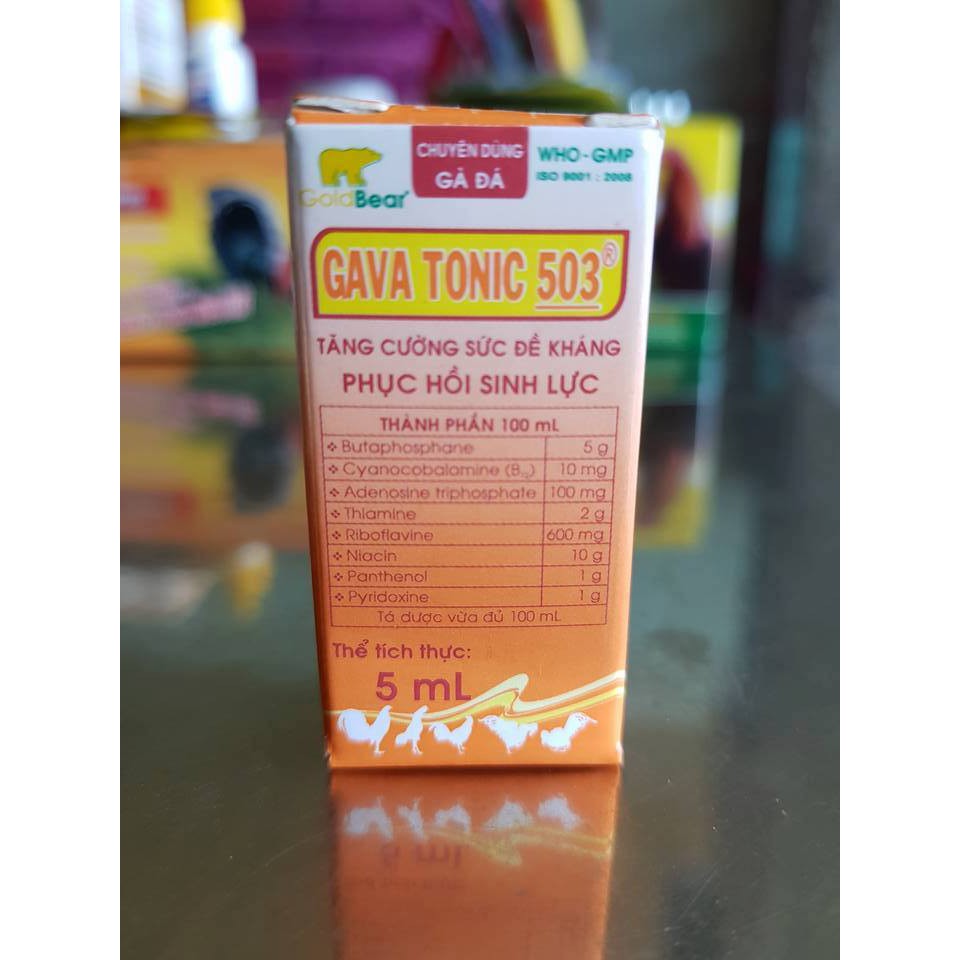 GoldBear®
CHUYÊN DÙNG
GÀ ĐÁ
WHO - GMP
ISO 9001 : 2008
GAVA TONIC 503®
TĂNG CƯỜNG SỨC ĐỀ KHÁNG
PHỤC HỒI SINH LỰC
THÀNH PHẦN 100 mL
❖ Butaphosphane 5 g
❖ Cyanocobalamine (B₁₂) 10 mg
❖ Adenosine triphosphate 100 mg
❖ Thiamine 2 g
❖ Riboflavine 600 mg
❖ Niacin 10 g
❖ Panthenol 1 g
❖ Pyridoxine 1 g
Tá dược vừa đủ 100 mL
Thể tích thực:
5 mL